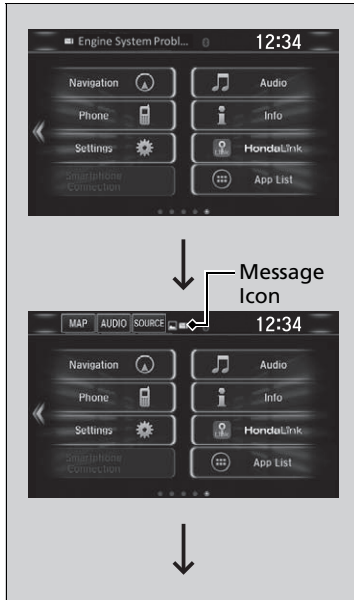 Engine System Probl... 12:34
Navigation Audio
Phone Info
Settings HondaLink
Smartphone App List
Connection
Message
Icon
MAP AUDIO SOURCE 12:34
Navigation Audio
Phone Info
Settings HondaLink
Smartphone App List
Connection